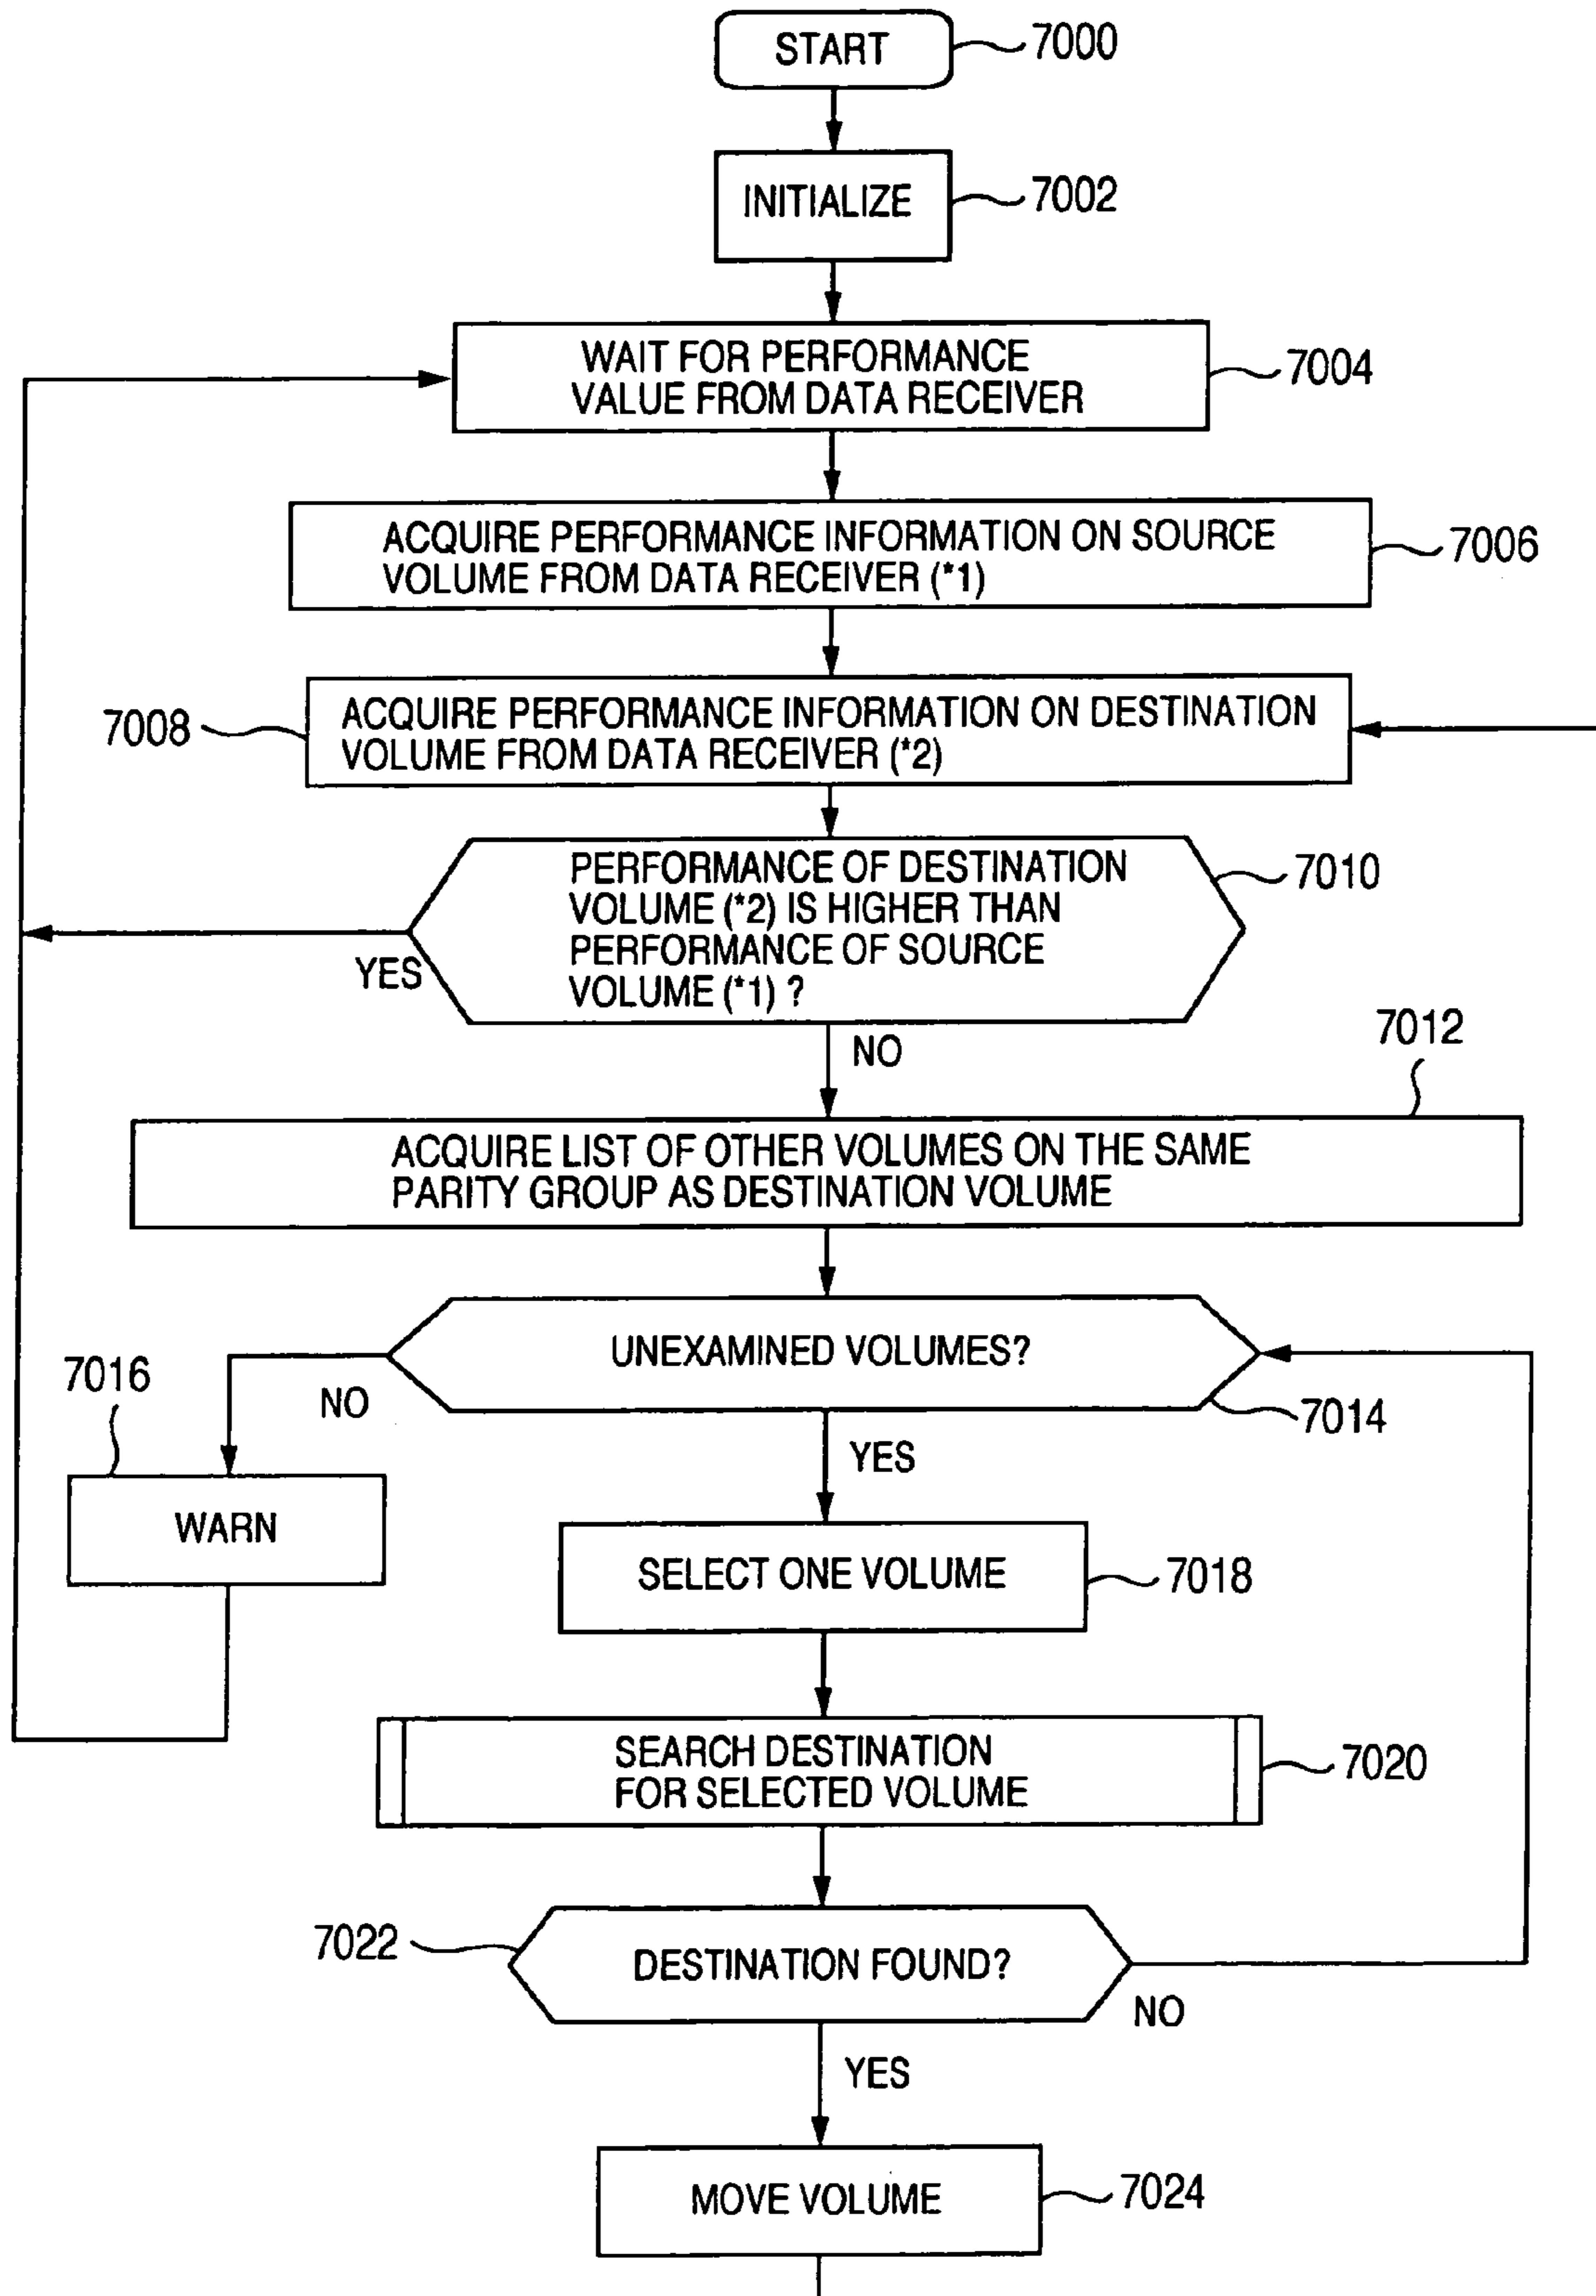 START
7000
INITIALIZE
7002
WAIT FOR PERFORMANCE
VALUE FROM DATA RECEIVER
7004
ACQUIRE PERFORMANCE INFORMATION ON SOURCE
VOLUME FROM DATA RECEIVER (*1)
7006
7008
ACQUIRE PERFORMANCE INFORMATION ON DESTINATION
VOLUME FROM DATA RECEIVER (*2)
PERFORMANCE OF DESTINATION
VOLUME (*2) IS HIGHER THAN
PERFORMANCE OF SOURCE
VOLUME (*1) ?
7010
YES
NO
7012
ACQUIRE LIST OF OTHER VOLUMES ON THE SAME
PARITY GROUP AS DESTINATION VOLUME
UNEXAMINED VOLUMES?
7014
7016
NO
YES
WARN
SELECT ONE VOLUME
7018
SEARCH DESTINATION
FOR SELECTED VOLUME
7020
7022
DESTINATION FOUND?
NO
YES
MOVE VOLUME
7024